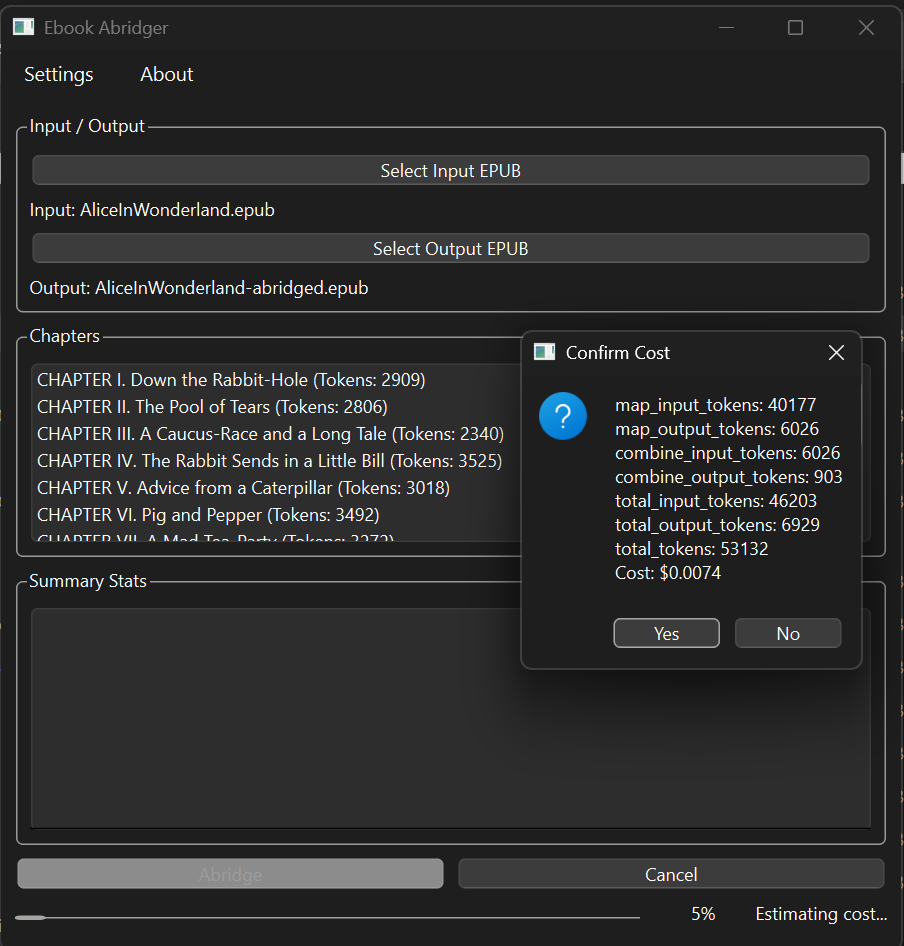 Ebook Abridger
Settings About
Input / Output
Select Input EPUB
Input: AliceInWonderland.epub
Select Output EPUB
Output: AliceInWonderland-abridged.epub
Chapters
CHAPTER I. Down the Rabbit-Hole (Tokens: 2909)
CHAPTER II. The Pool of Tears (Tokens: 2806)
CHAPTER III. A Caucus-Race and a Long Tale (Tokens: 2340)
CHAPTER IV. The Rabbit Sends in a Little Bill (Tokens: 3525)
CHAPTER V. Advice from a Caterpillar (Tokens: 3018)
CHAPTER VI. Pig and Pepper (Tokens: 3492)
CHAPTER VII. A Mad Tea-Party (Tokens: 3272)
Confirm Cost
?
map_input_tokens: 40177
map_output_tokens: 6026
combine_input_tokens: 6026
combine_output_tokens: 903
total_input_tokens: 46203
total_output_tokens: 6929
total_tokens: 53132
Cost: $0.0074
Yes No
Summary Stats
Abridge Cancel
5% Estimating cost...